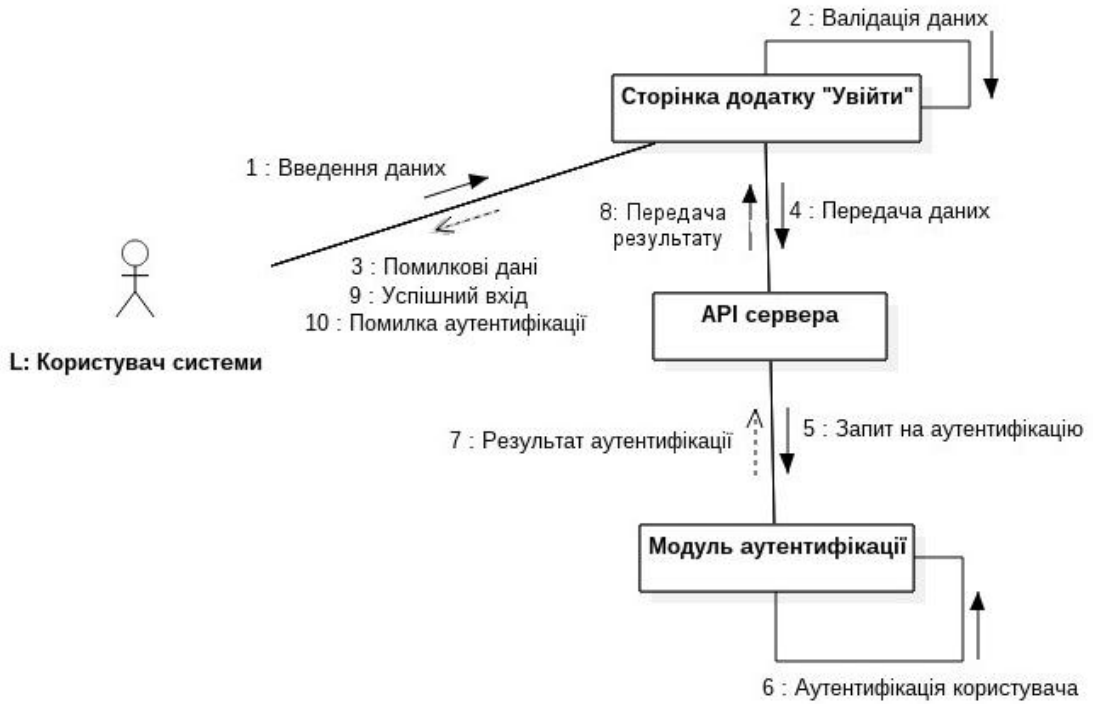 2 : Валідація даних
Сторінка додатку "Увійти"
1 : Введення даних
8: Передача
результату
4 : Передача даних
3 : Помилкові дані
9 : Успішний вхід
10 : Помилка аутентифікації
API сервера
L: Користувач системи
7 : Результат аутентифікації
5 : Запит на аутентифікацію
Модуль аутентифікації
6 : Аутентифікація користувача